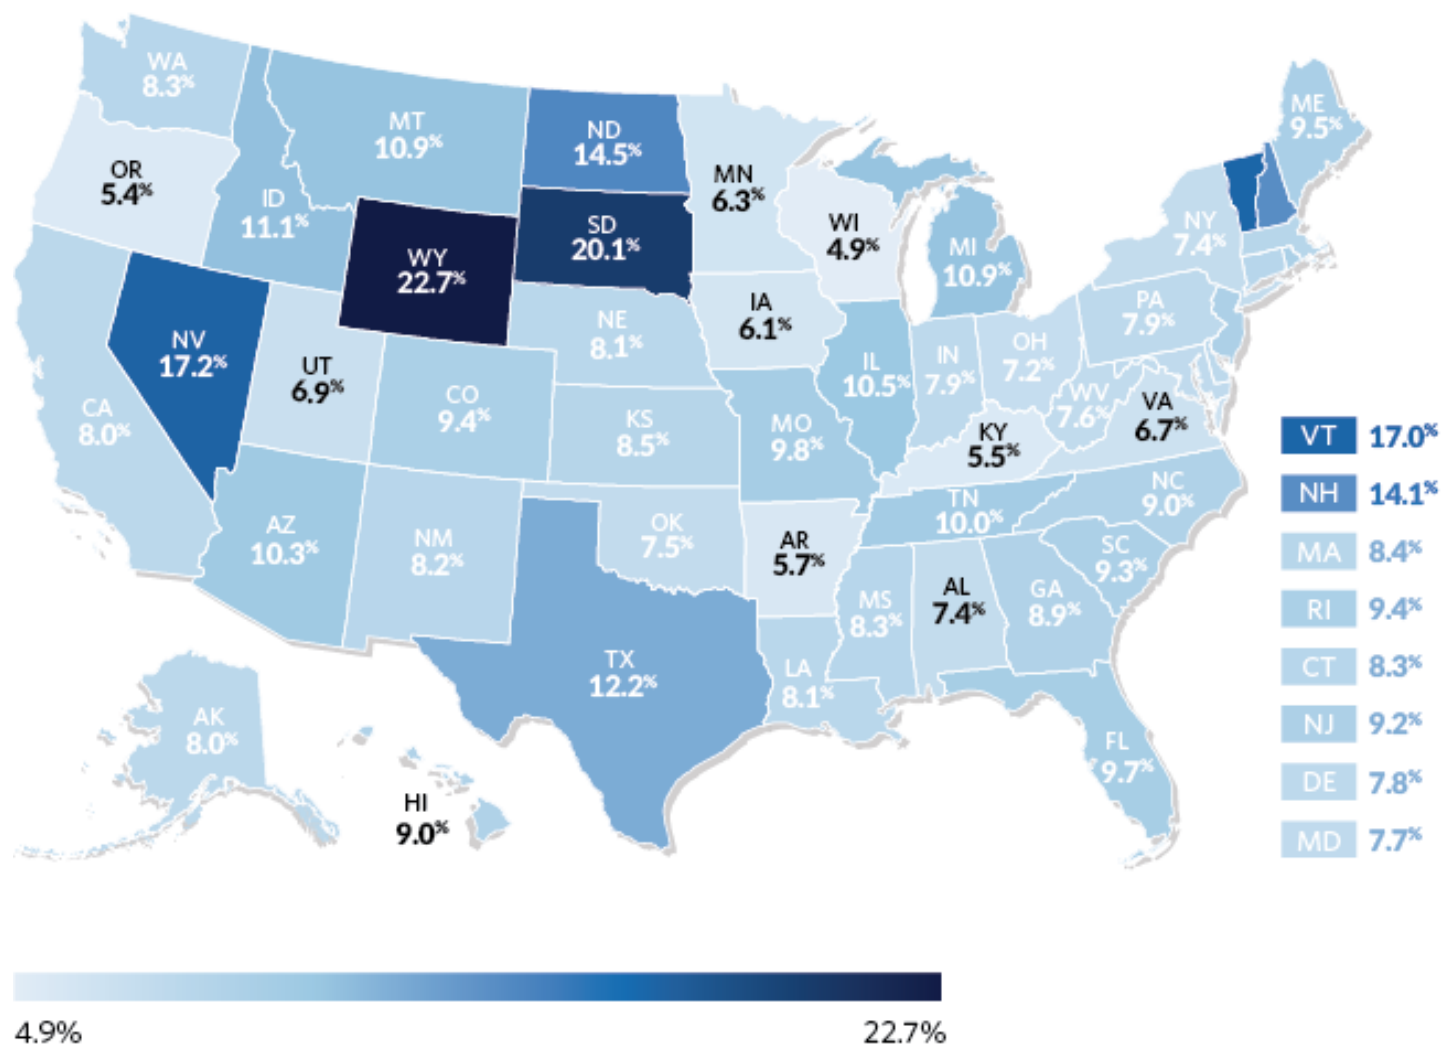 WA
8.3%
MT
10.9%
ND
14.5%
ME
9.5%
OR
5.4%
ID
11.1%
MN
6.3%
WI
4.9%
SD
20.1%
WY
22.7%
MI
10.9%
NY
7.4%
NV
17.2%
UT
6.9%
NE
8.1%
IA
6.1%
PA
7.9%
IL
10.5%
IN
7.9%
OH
7.2%
CA
8.0%
CO
9.4%
KS
8.5%
MO
9.8%
WV
7.6%
VA
6.7%
KY
5.5%
AZ
10.3%
NM
8.2%
OK
7.5%
AR
5.7%
TN
10.0%
NC
9.0%
SC
9.3%
MS
8.3%
AL
7.4%
GA
8.9%
TX
12.2%
LA
8.1%
FL
9.7%
AK
8.0%
HI
9.0%
VT 17.0%
NH 14.1%
MA 8.4%
RI 9.4%
CT 8.3%
NJ 9.2%
DE 7.8%
MD 7.7%
4.9% 22.7%